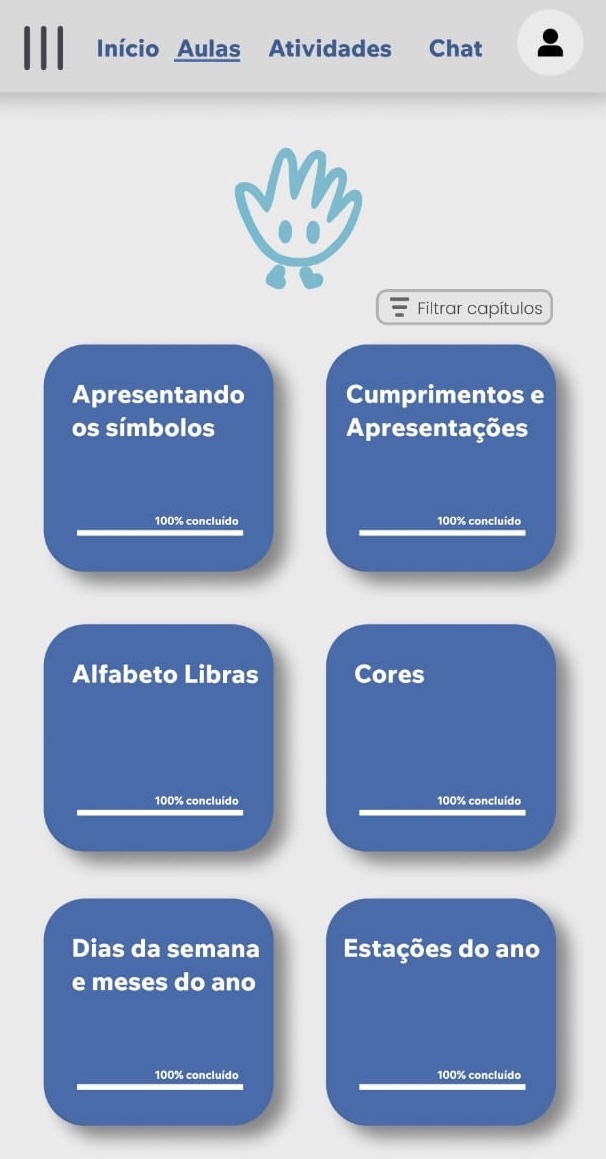 Início Aulas Atividades Chat
Filtrar capítulos
Apresentando
os símbolos
100% concluído
Cumprimentos e
Apresentações
100% concluído
Alfabeto Libras
100% concluído
Cores
100% concluído
Dias da semana
e meses do ano
100% concluído
Estações do ano
100% concluído